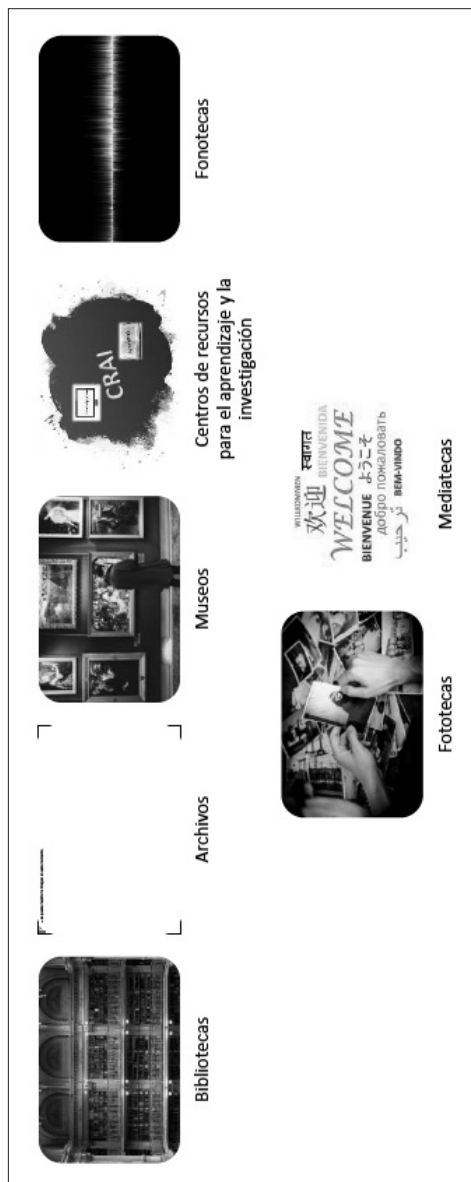 CRAI
Bibliotecas
Archivos
Museos
Centros de recursos
para el aprendizaje y la
investigación
Fonotecas
WILLKOMMEN
欢迎 स्वागत
BIENVENIDA
WELCOME
BIENVENUE ようこそ
добро пожаловать
BEM-VINDO
Fototecas
Mediatecas